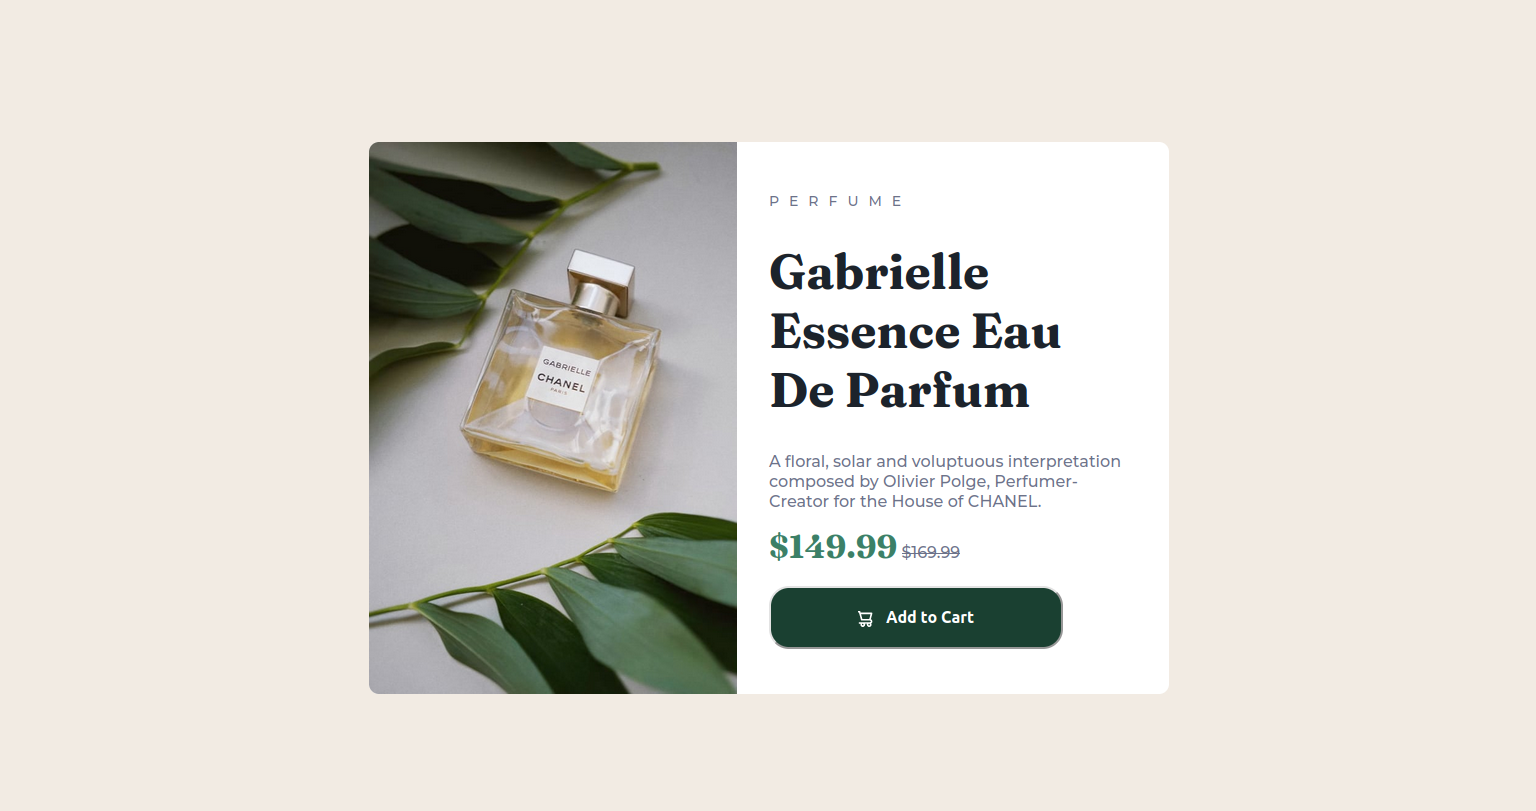 GABRIELLE
CHANEL
PARIS
PERFUME
Gabrielle
Essence Eau
De Parfum
A floral, solar and voluptuous interpretation
composed by Olivier Polge, Perfumer-
Creator for the House of CHANEL.
$149.99 $169.99
Add to Cart